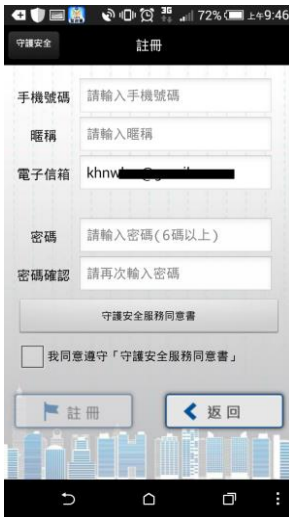 3G 72% 上午9:46
守護安全 註冊
手機號碼 請輸入手機號碼
暱稱 請輸入暱稱
電子信箱 khnw
密碼 請輸入密碼(6碼以上)
密碼確認 請再次輸入密碼
守護安全服務同意書
我同意遵守「守護安全服務同意書」
註冊 返回